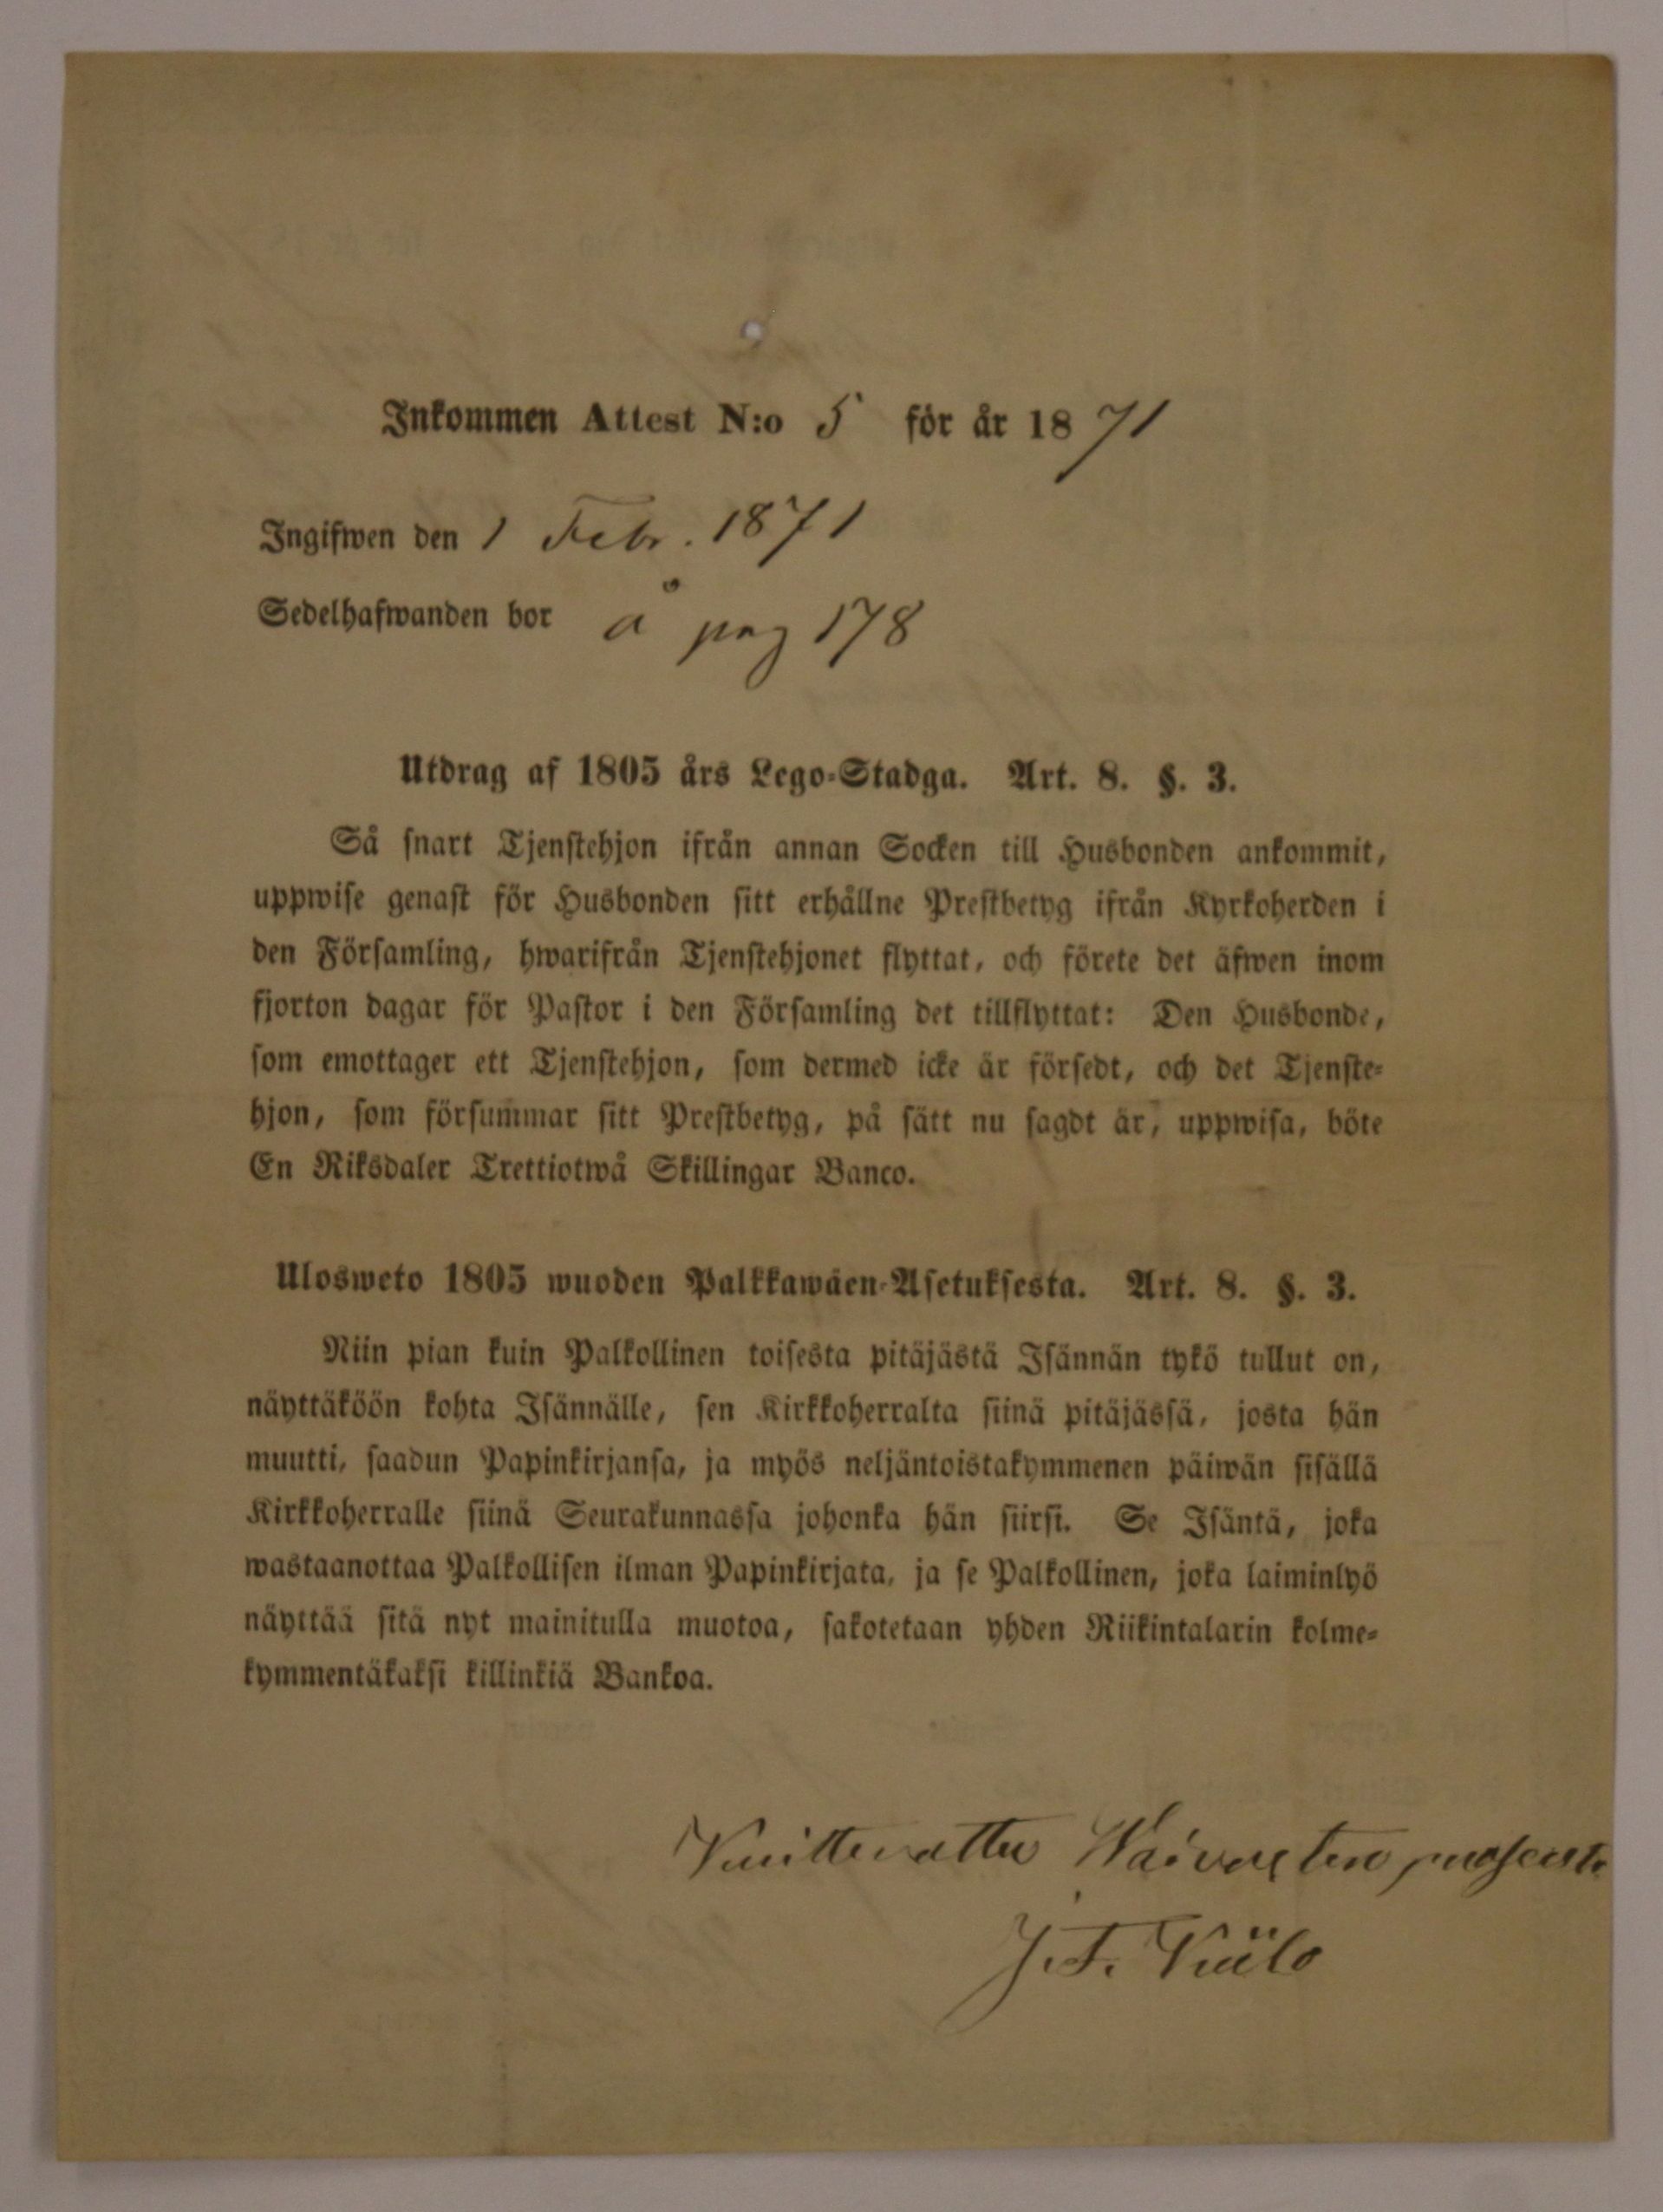 Inkommen Attest N:o 5 för år 1871
Ingifwen den 1 Febr. 1871
Sedelhafwanden bor å pag 178
Utdrag af 1805 års Lego-Stadga. Art. 8. §. 3.
Så snart Tjenstehjon ifrån annan Socken till Husbonden ankommit,
uppwise genast för Husbonden sitt erhållne Prestbetyg ifrån Kyrkoherden i
den Församling, hwarifrån Tjenstehjonet flyttat, och förete det äfwen inom
fjorton dagar för Pastor i den Församling det tillflyttat: Den Husbonde,
som emottager ett Tjenstehjon, som dermed icke är försedt, och det Tjenste-
hjon, som försummar sitt Prestbetyg, på sätt nu sagdt är, uppwisa, böte
En Riksdaler Trettiotwå Skillingar Banco.
Ulosweto 1805 wuoden Palkkawäen-Asetuksesta. Art. 8. §. 3.
Niin pian kuin Palkollinen toisesta pitäjästä Isännän tykö tullut on,
näyttäköön kohta Isännälle, sen Kirkkoherralta siinä pitäjässä, josta hän
muutti, saadun Papinkirjansa, ja myös neljäntoistakymmenen päiwän sisällä
Kirkkoherralle siinä Seurakunnassa johonka hän siirsi. Se Isäntä, joka
wastaanottaa Palkollisen ilman Papinkirjata, ja se Palkollinen, joka laiminlyö
näyttää sitä nyt mainitulla muotoa, sakotetaan yhden Riikintalarin kolme-
kymmentäkaksi killinkiä Bankoa.
J. F.